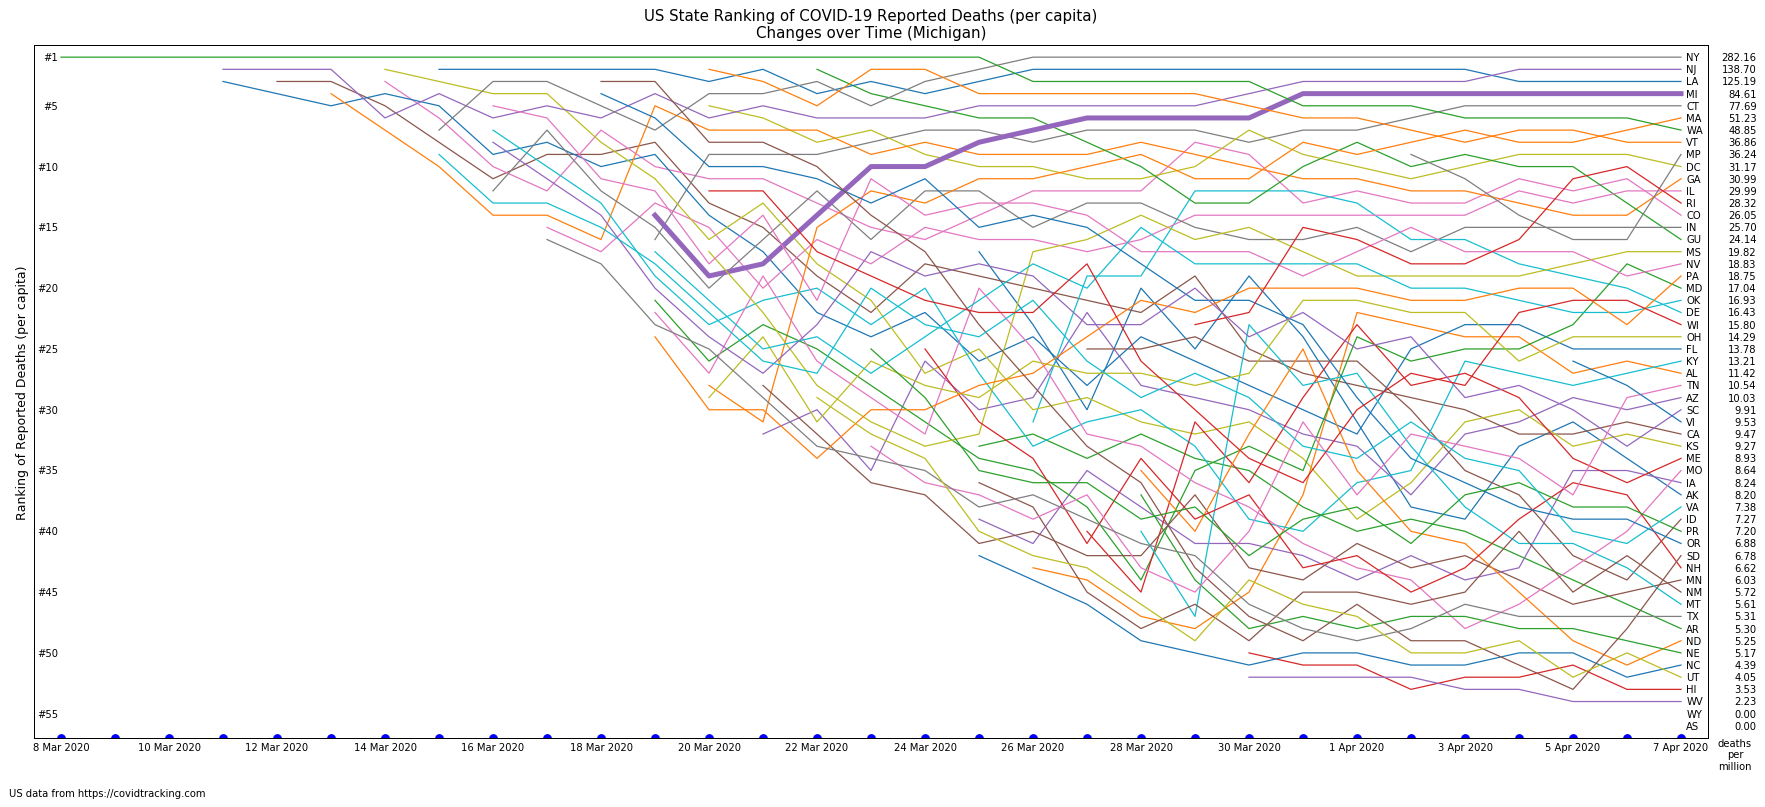 US State Ranking of COVID-19 Reported Deaths (per capita)
Changes over Time (Michigan)
Ranking of Reported Deaths (per capita)
#1
#5
#10
#15
#20
#25
#30
#35
#40
#45
#50
#55
NY 282.16
NJ 138.70
LA 125.19
MI 84.61
CT 77.69
MA 51.23
WA 48.85
VT 36.86
MP 36.24
DC 31.17
GA 30.99
IL 29.99
RI 28.32
CO 26.05
IN 25.70
GU 24.14
MS 19.82
NV 18.83
PA 18.75
MD 17.04
OK 16.93
DE 16.43
WI 15.80
OH 14.29
FL 13.78
KY 13.21
AL 11.42
TN 10.54
AZ 10.03
SC 9.91
VI 9.53
CA 9.47
KS 9.27
ME 8.93
MO 8.64
IA 8.24
AK 8.20
VA 7.38
ID 7.27
PR 7.20
OR 6.88
SD 6.78
NH 6.62
MN 6.03
NM 5.72
MT 5.61
TX 5.31
AR 5.30
ND 5.25
NE 5.17
NC 4.39
UT 4.05
HI 3.53
WV 2.23
WY 0.00
AS 0.00
8 Mar 2020 10 Mar 2020 12 Mar 2020 14 Mar 2020 16 Mar 2020 18 Mar 2020 20 Mar 2020 22 Mar 2020 24 Mar 2020 26 Mar 2020 28 Mar 2020 30 Mar 2020 1 Apr 2020 3 Apr 2020 5 Apr 2020 7 Apr 2020
deaths
per
million
US data from https://covidtracking.com